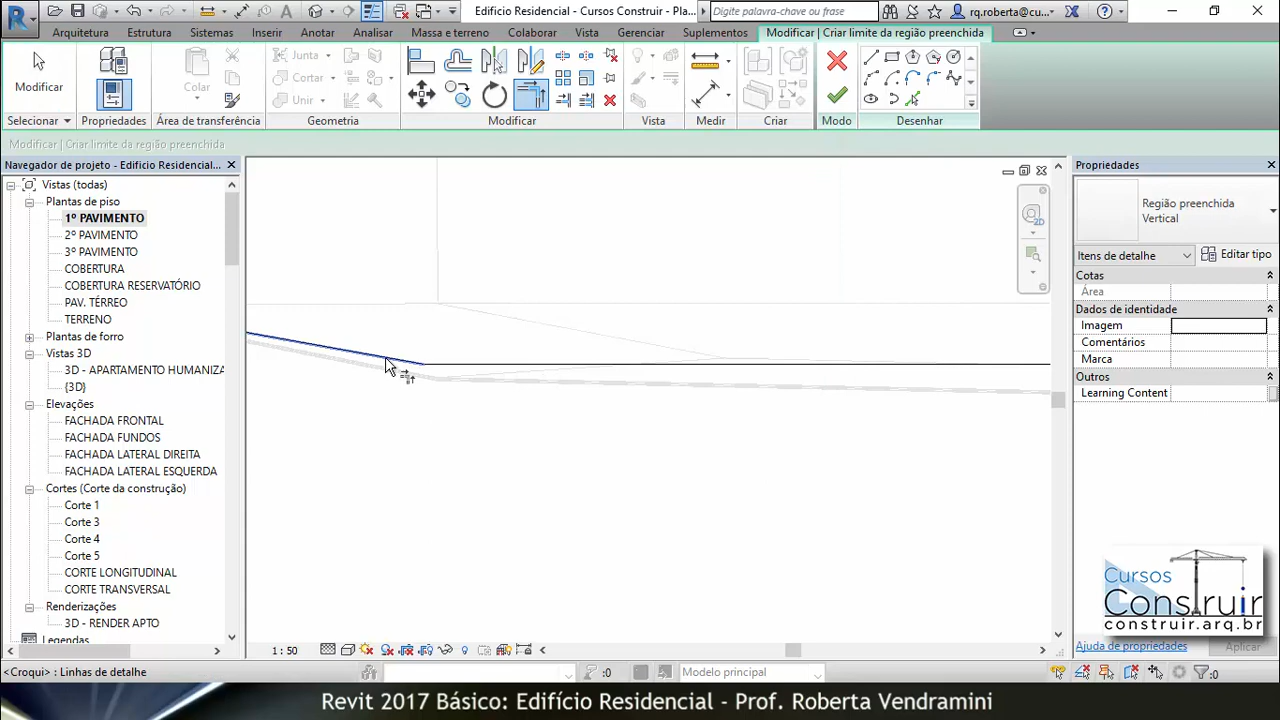 Edificio Residencial - Cursos Construir - Pla...
Digite palavra-chave ou frase
rq.roberta@cu...
Arquitetura
Estrutura
Sistemas
Inserir
Anotar
Analisar
Massa e terreno
Colaborar
Vista
Gerenciar
Suplementos
Modificar | Criar limite da região preenchida
Modificar
Colar
Junta
Cortar
Unir
Selecionar
Propriedades
Área de transferência
Geometria
Modificar
Vista
Medir
Criar
Modo
Desenhar
Modificar | Criar limite da região preenchida
Navegador de projeto - Edificio Residencial...
Vistas (todas)
Plantas de piso
1º PAVIMENTO
2º PAVIMENTO
3º PAVIMENTO
COBERTURA
COBERTURA RESERVATÓRIO
PAV. TÉRREO
TERRENO
Plantas de forro
Vistas 3D
3D - APARTAMENTO HUMANIZA
{3D}
Elevações
FACHADA FRONTAL
FACHADA FUNDOS
FACHADA LATERAL DIREITA
FACHADA LATERAL ESQUERDA
Cortes (Corte da construção)
Corte 1
Corte 3
Corte 4
Corte 5
CORTE LONGITUDINAL
CORTE TRANSVERSAL
Renderizações
3D - RENDER APTO
Legendas
2D
Propriedades
Região preenchida
Vertical
Itens de detalhe
Editar tipo
Cotas
Área
Dados de identidade
Imagem
Comentários
Marca
Outros
Learning Content
Cursos
Construir
construir.arq.br
Ajuda de propriedades
Aplicar
1 : 50
<Croqui> : Linhas de detalhe
:0
Modelo principal
:0
Revit 2017 Básico: Edifício Residencial - Prof. Roberta Vendramini